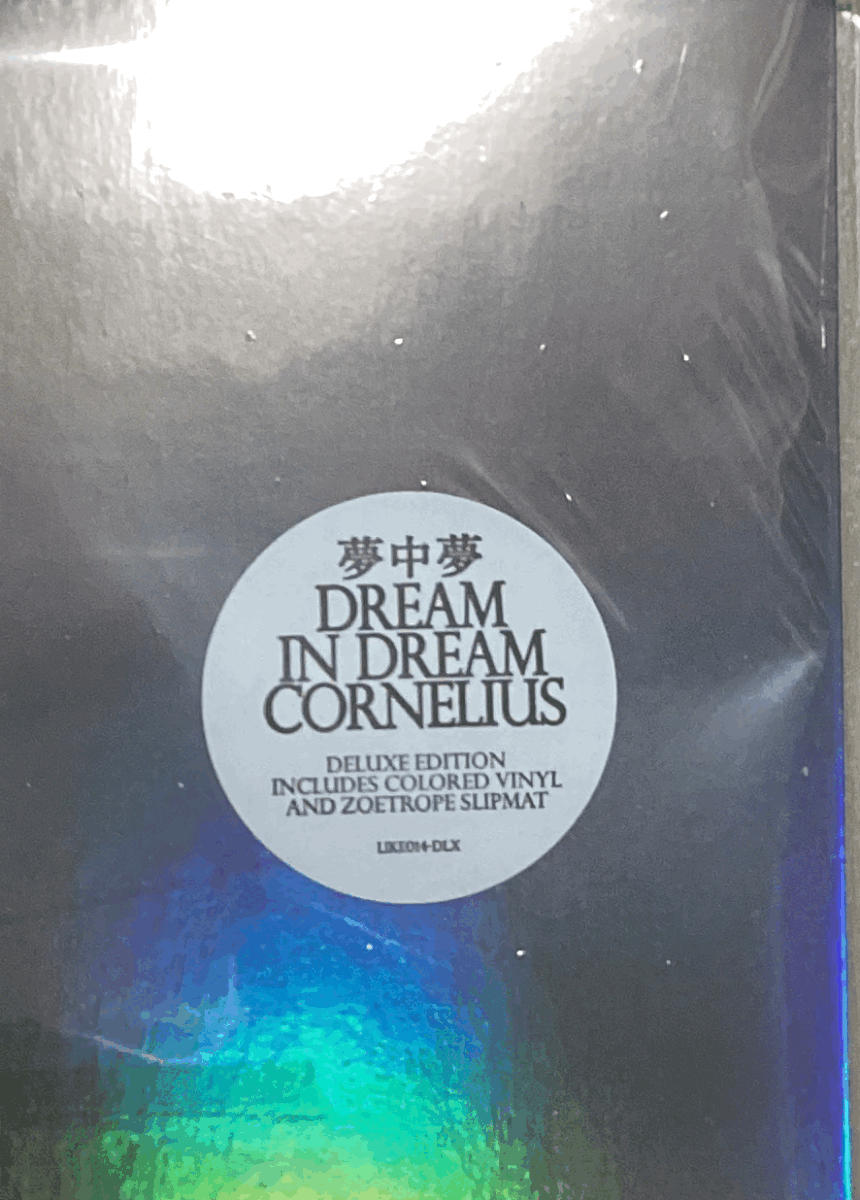 夢中夢
DREAM
IN DREAM
CORNELIUS
DELUXE EDITION
INCLUDES COLORED VINYL
AND ZOETROPE SLIPMAT
LIKE014-DLX